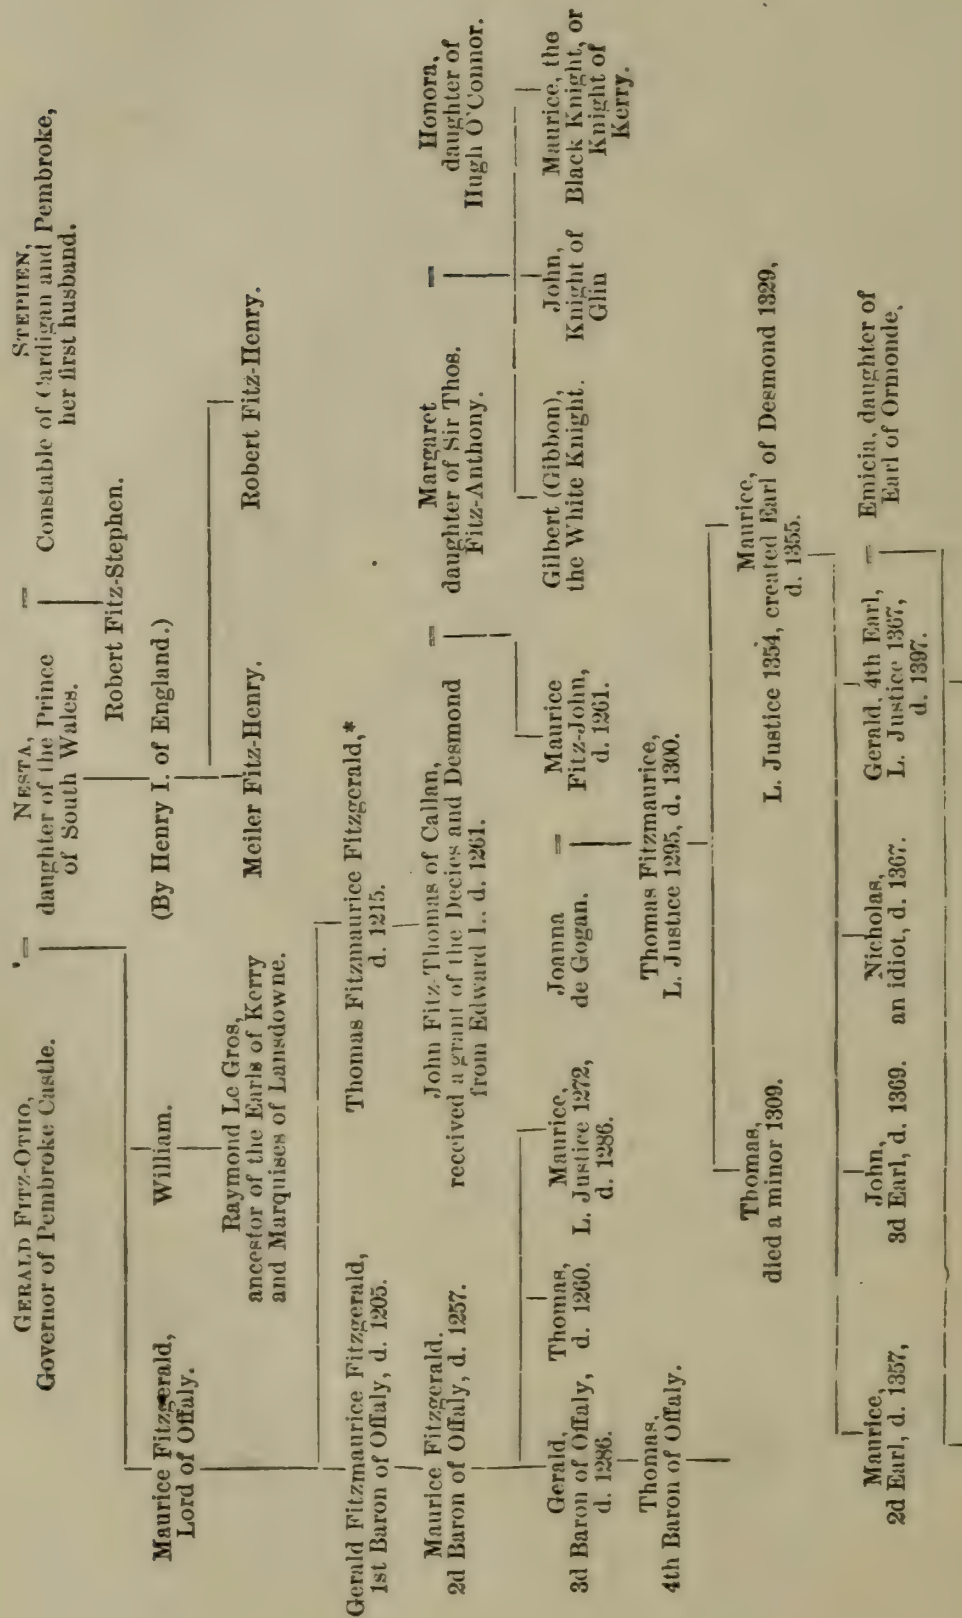 GERALD FITZ-OTHO,
Governor of Pembroke Castle.
=
NESTA,
daughter of the Prince
of South Wales.
=
STEPHEN,
Constable of Cardigan and Pembroke,
her first husband.
Robert Fitz-Stephen.
Maurice Fitzgerald,
Lord of Offaly.
William.
(By Henry I. of England.)
Raymond Le Gros,
ancestor of the Earls of Kerry
and Marquises of Lansdowne.
Meiler Fitz-Henry.
Robert Fitz-Henry.
Gerald Fitzmaurice Fitzgerald,
1st Baron of Offaly, d. 1205.
Thomas Fitzmaurice Fitzgerald,*
d. 1215.
Maurice Fitzgerald.
2d Baron of Offaly, d. 1257.
John Fitz-Thomas of Callan,
received a grant of the Decies and Desmond
from Edward I.. d. 1261.
=
Margaret
daughter of Sir Thos.
Fitz-Anthony.
=
Honora,
daughter of
Hugh O'Connor.
Gerald,
3d Baron of Offaly,
d. 1286.
Thomas,
d. 1260.
Maurice,
L. Justice 1272,
d. 1286.
Joanna
de Gogan.
=
Maurice
Fitz-John,
d. 1261.
Gilbert (Gibbon),
the White Knight.
John,
Knight of
Glin
Maurice, the
Black Knight, or
Knight of
Kerry.
Thomas,
4th Baron of Offaly.
Thomas Fitzmaurice,
L. Justice 1295, d. 1300.
Thomas,
died a minor 1309.
Maurice,
L. Justice 1354, created Earl of Desmond 1329,
d. 1355.
Maurice,
2d Earl, d. 1357,
John,
3d Earl, d. 1369.
Nicholas,
an idiot, d. 1367.
Gerald, 4th Earl,
L. Justice 1367,
d. 1397.
=
Emicia, daughter of
Earl of Ormonde.